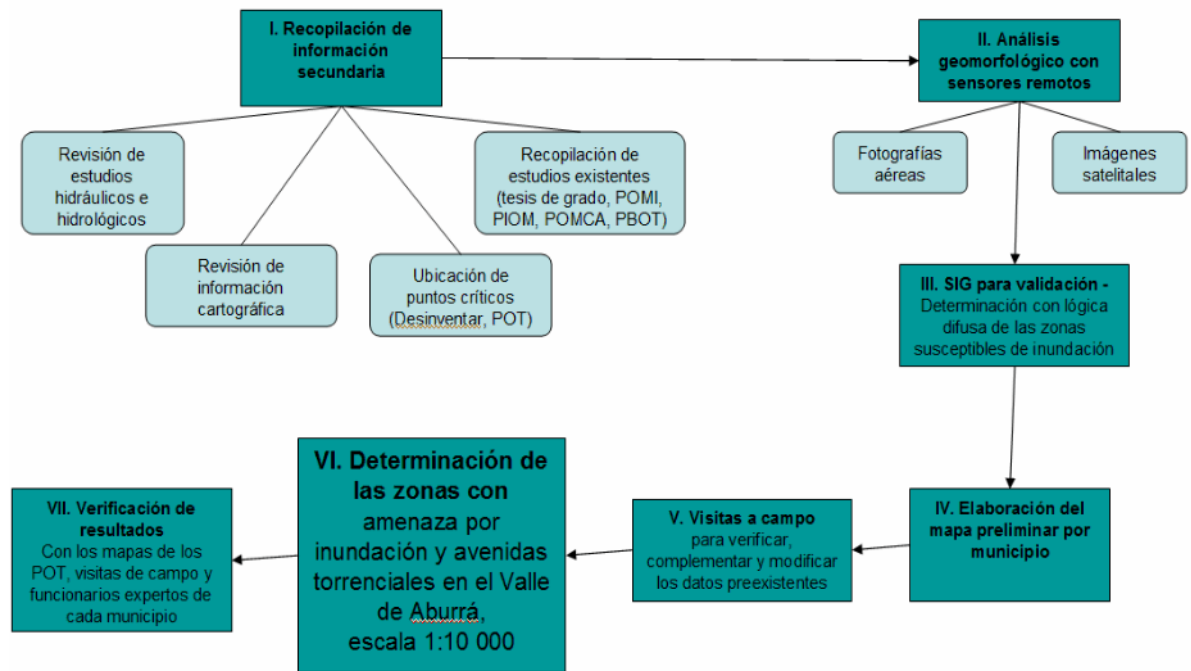 I. Recopilación de
información
secundaria
II. Análisis
geomorfológico con
sensores remotos
Revisión de
estudios
hidráulicos e
hidrológicos
Recopilación de
estudios existentes
(tesis de grado, POMI,
PIOM, POMCA, PBOT)
Fotografías
aéreas
Imágenes
satelitales
Revisión de
información
cartográfica
Ubicación de
puntos críticos
(Desinventar, POT)
III. SIG para validación -
Determinación con lógica
difusa de las zonas
susceptibles de inundación
IV. Elaboración del
mapa preliminar por
municipio
V. Visitas a campo
para verificar,
complementar y modificar
los datos preexistentes
VI. Determinación de
las zonas con
amenaza por
inundación y avenidas
torrenciales en el Valle
de Aburrá,
escala 1:10 000
VII. Verificación de
resultados
Con los mapas de los
POT, visitas de campo y
funcionarios expertos de
cada municipio